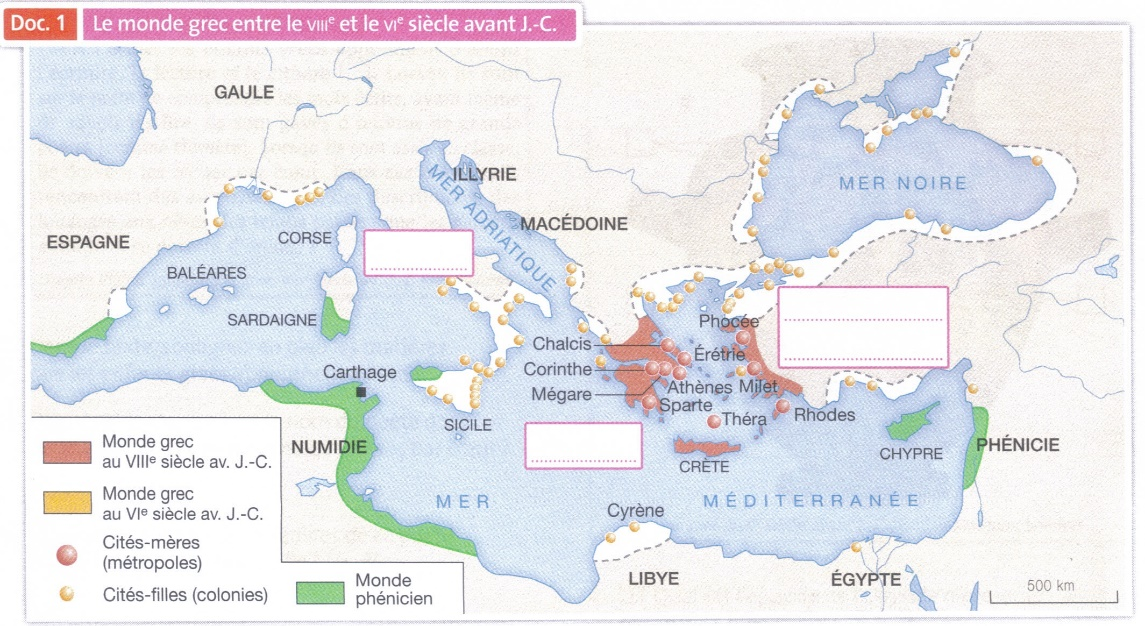 Doc. 1 Le monde grec entre le VIIIe et le VIe siècle avant J.-C.
GAULE
ILLYRIE
MER ADRIATIQUE
MER NOIRE
MACÉDOINE
ESPAGNE
CORSE
BALÉARES
SARDAIGNE
Phocée
Chalcis
Érétrie
Corinthe
Carthage
Athènes Milet
Mégare
Sparte
Rhodes
Théra
SICILE
NUMIDIE
CRÈTE
CHYPRE
PHÉNICIE
MER MÉDITERRANÉE
Cyrène
LIBYE
ÉGYPTE
500 km
Monde grec
au VIIIe siècle av. J.-C.
Monde grec
au VIe siècle av. J.-C.
Cités-mères
(métropoles)
Cités-filles (colonies)
Monde
phénicien